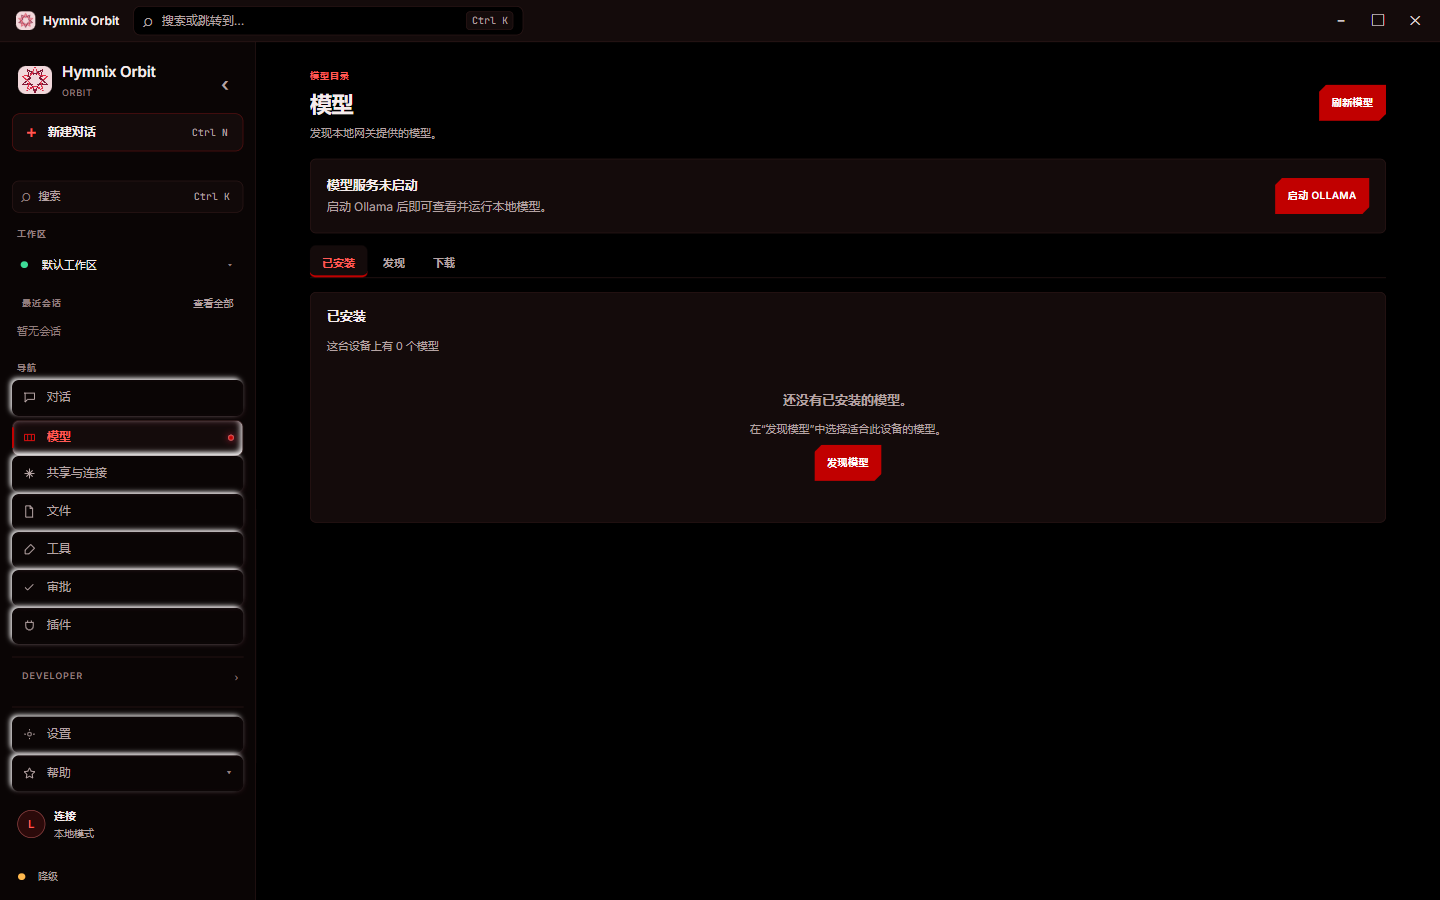 Hymnix Orbit
搜索或跳转到...
Ctrl K
Hymnix Orbit
ORBIT
新建对话
Ctrl N
搜索
Ctrl K
工作区
默认工作区
最近会话
查看全部
暂无会话
导航
对话
模型
共享与连接
文件
工具
审批
插件
DEVELOPER
设置
帮助
L
连接
本地模式
降级
模型目录
模型
发现本地网关提供的模型。
刷新模型
模型服务未启动
启动 Ollama 后即可查看并运行本地模型。
启动 OLLAMA
已安装
发现
下载
已安装
这台设备上有 0 个模型
还没有已安装的模型。
在“发现模型”中选择适合此设备的模型。
发现模型